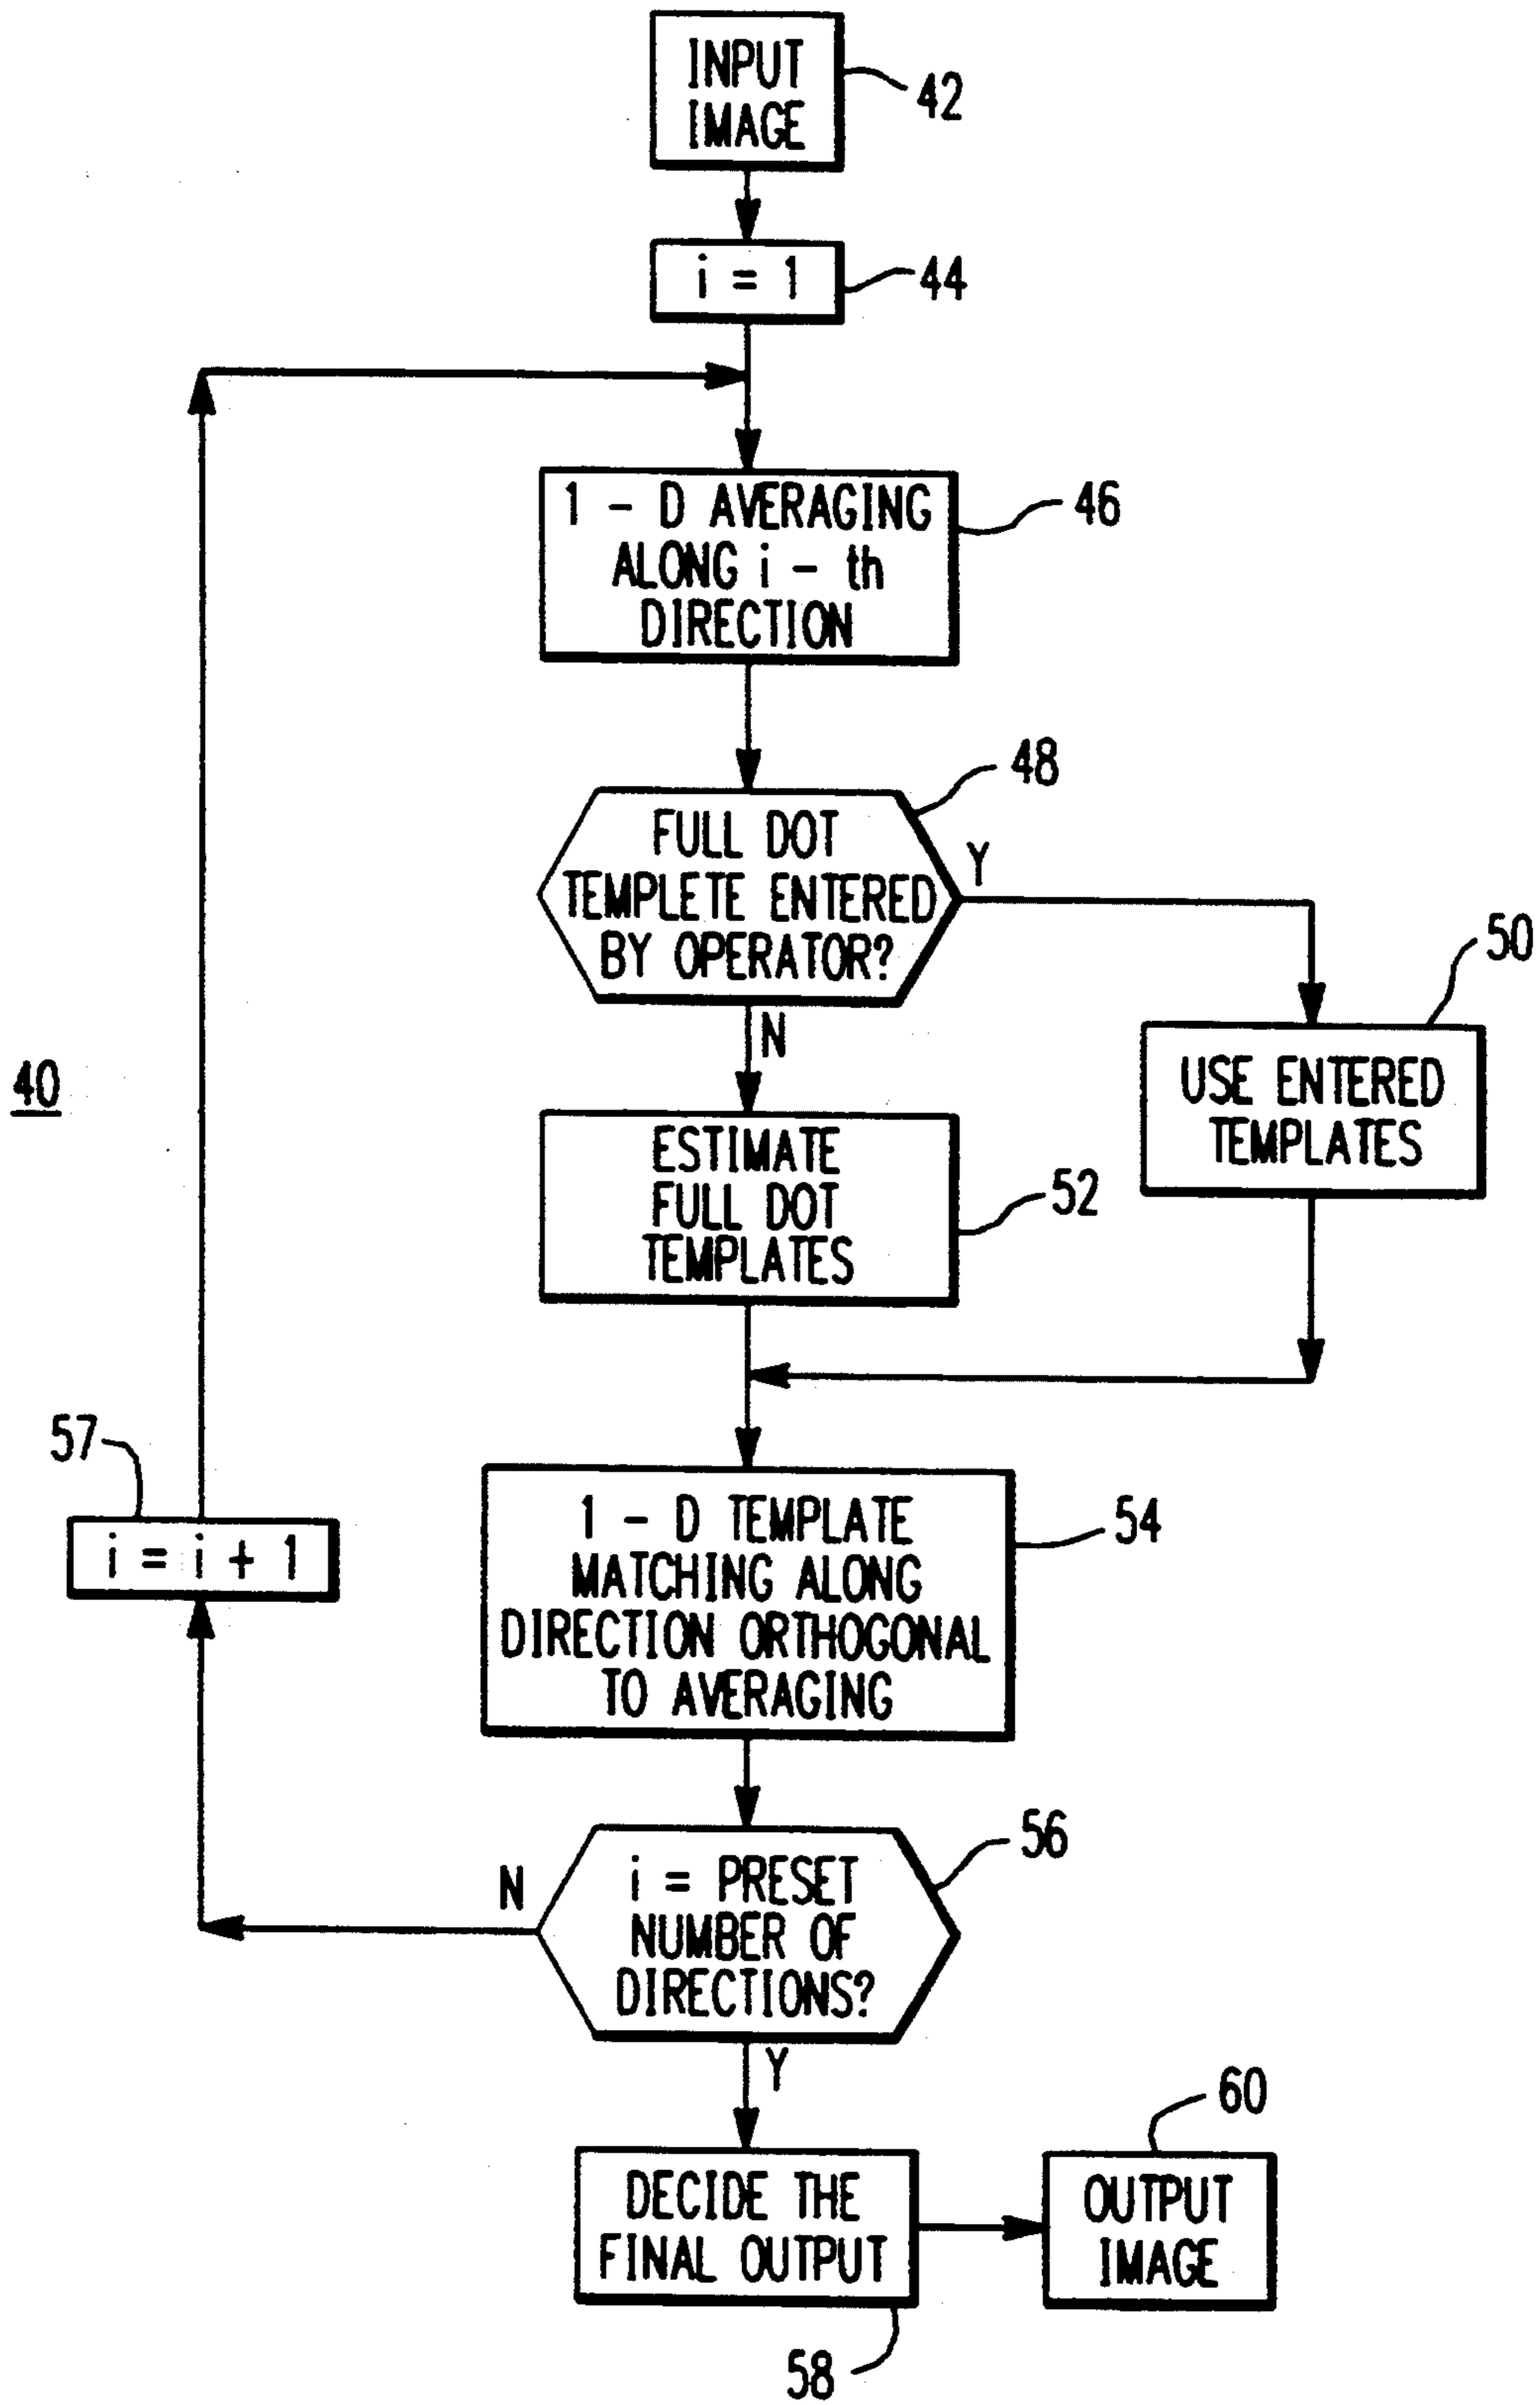 INPUT
IMAGE
42
i = 1
44
1 - D AVERAGING
ALONG i - th
DIRECTION
46
FULL DOT
TEMPLETE ENTERED
BY OPERATOR?
48
Y
N
50
USE ENTERED
TEMPLATES
40
ESTIMATE
FULL DOT
TEMPLATES
52
57
i = i + 1
1 - D TEMPLATE
MATCHING ALONG
DIRECTION ORTHOGONAL
TO AVERAGING
54
N
i = PRESET
NUMBER OF
DIRECTIONS?
56
Y
DECIDE THE
FINAL OUTPUT
58
60
OUTPUT
IMAGE